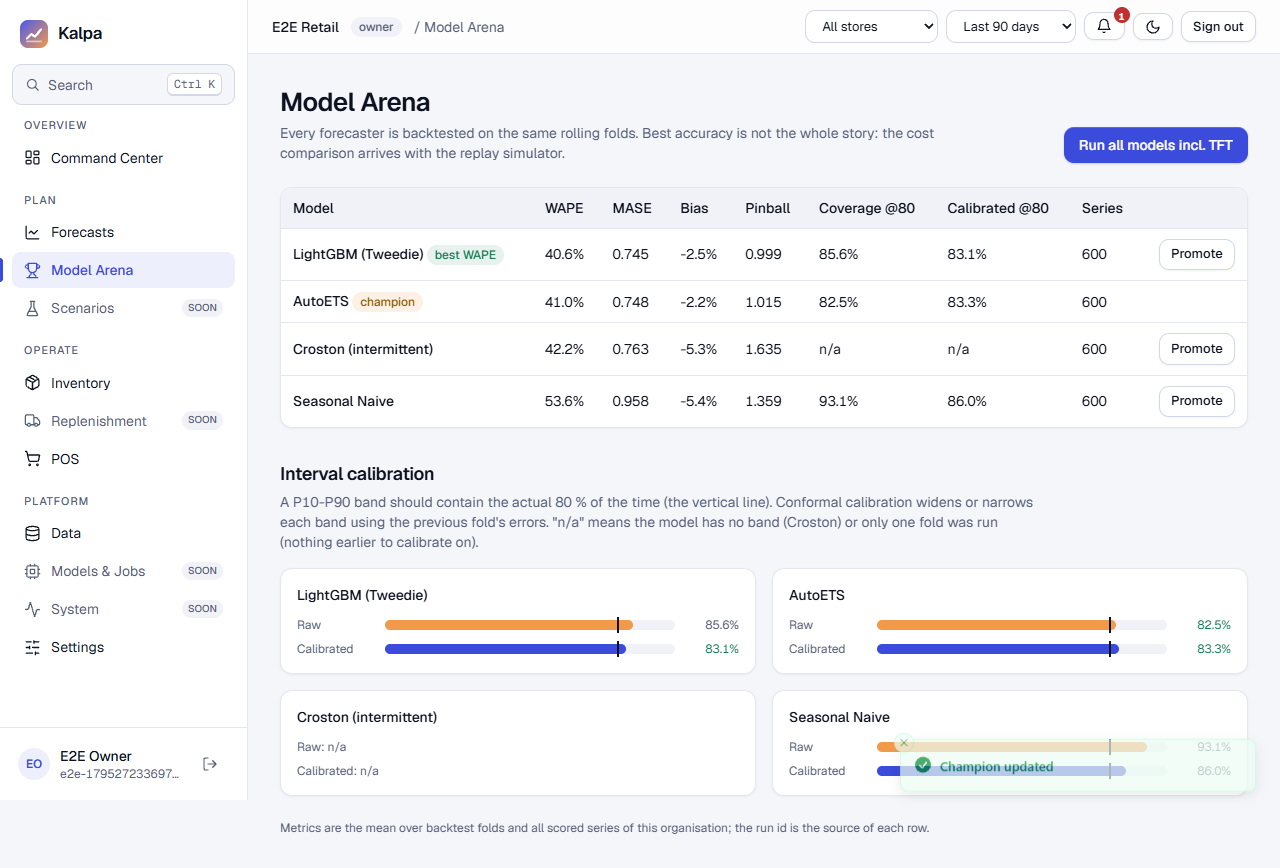 Kalpa
Search Ctrl K
OVERVIEW
Command Center
PLAN
Forecasts
Model Arena
Scenarios SOON
OPERATE
Inventory
Replenishment SOON
POS
PLATFORM
Data
Models & Jobs SOON
System SOON
Settings
EO E2E Owner
e2e-179527233697...
E2E Retail owner / Model Arena All stores Last 90 days 1 Sign out
Model Arena
Every forecaster is backtested on the same rolling folds. Best accuracy is not the whole story: the cost
comparison arrives with the replay simulator.
Run all models incl. TFT
Model WAPE MASE Bias Pinball Coverage @80 Calibrated @80 Series
LightGBM (Tweedie) best WAPE 40.6% 0.745 -2.5% 0.999 85.6% 83.1% 600 Promote
AutoETS champion 41.0% 0.748 -2.2% 1.015 82.5% 83.3% 600
Croston (intermittent) 42.2% 0.763 -5.3% 1.635 n/a n/a 600 Promote
Seasonal Naive 53.6% 0.958 -5.4% 1.359 93.1% 86.0% 600 Promote
Interval calibration
A P10-P90 band should contain the actual 80 % of the time (the vertical line). Conformal calibration widens or narrows
each band using the previous fold's errors. "n/a" means the model has no band (Croston) or only one fold was run
(nothing earlier to calibrate on).
LightGBM (Tweedie)
Raw 85.6%
Calibrated 83.1%
AutoETS
Raw 82.5%
Calibrated 83.3%
Croston (intermittent)
Raw: n/a
Calibrated: n/a
Seasonal Naive
Raw 93.1%
Calibrated 86.0%
Champion updated
Metrics are the mean over backtest folds and all scored series of this organisation; the run id is the source of each row.